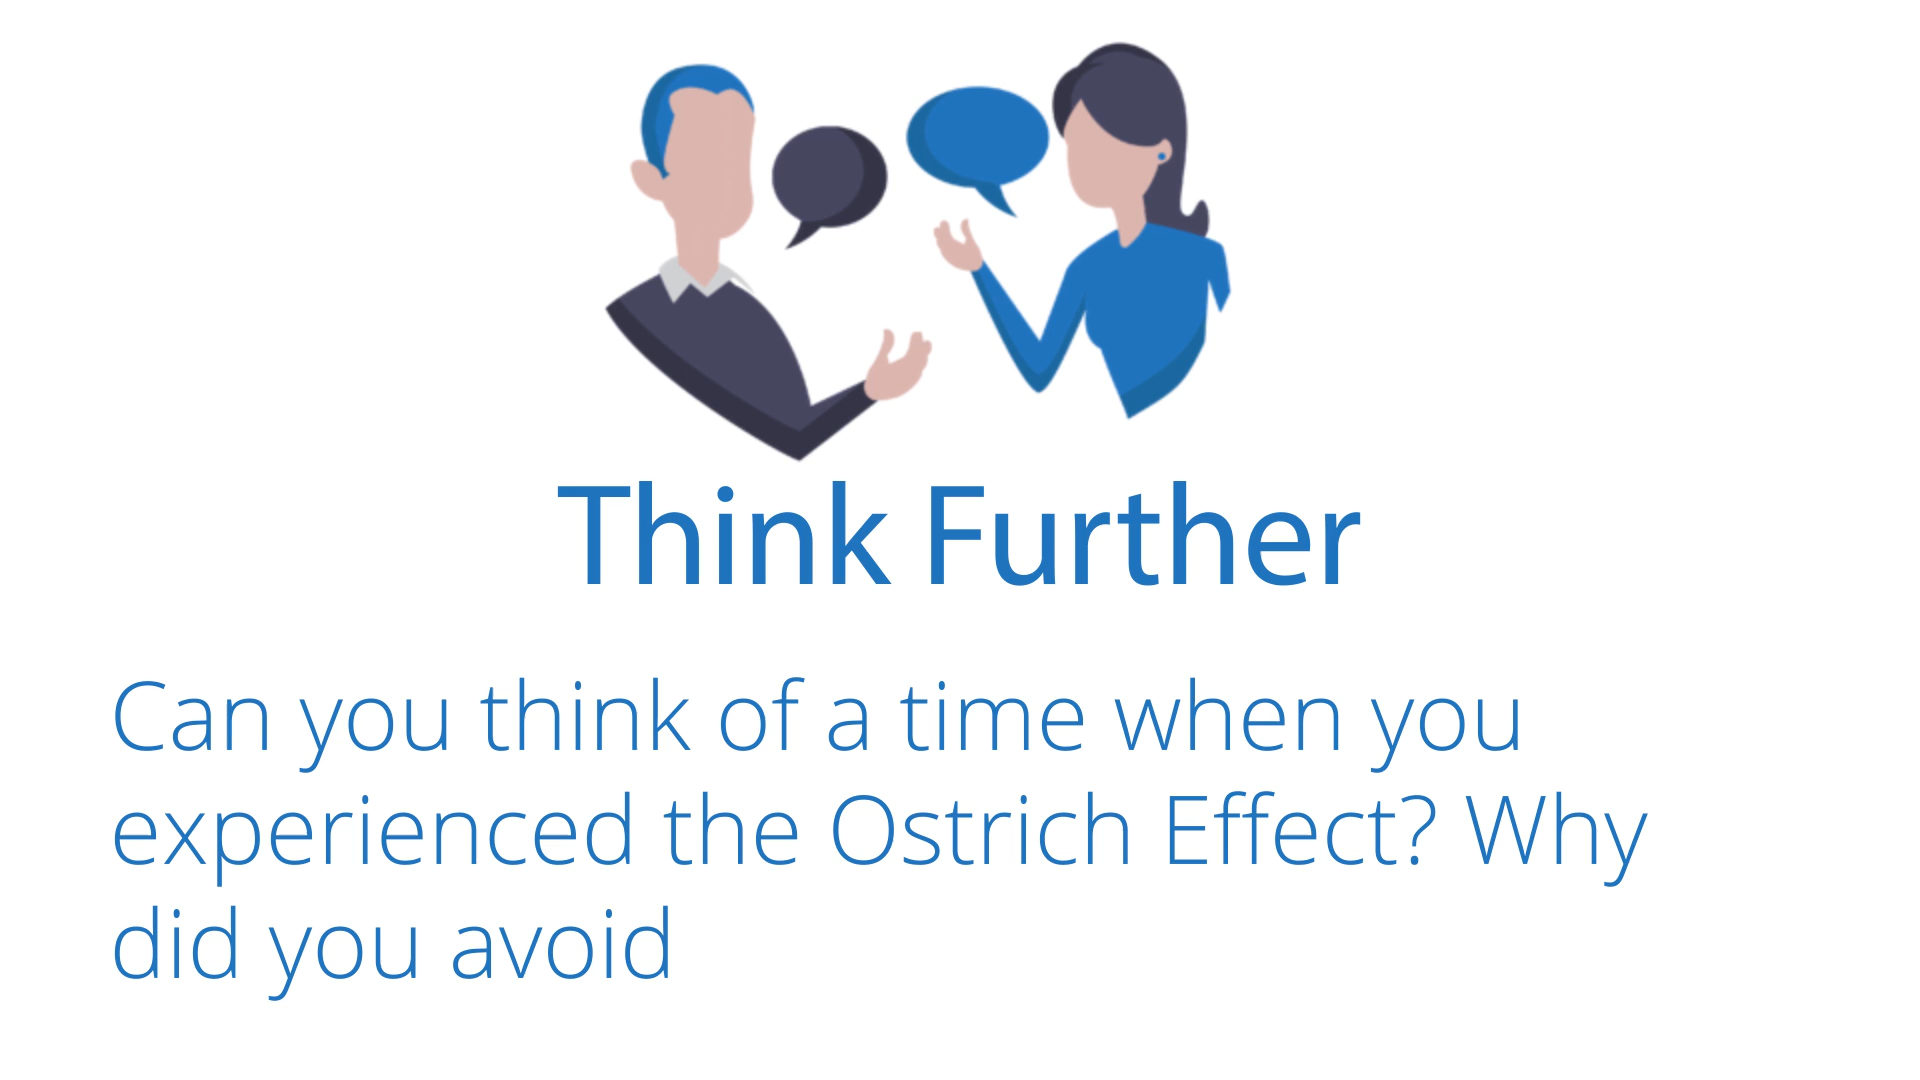 Think Further
Can you think of a time when you
experienced the Ostrich Effect? Why
did you avoid